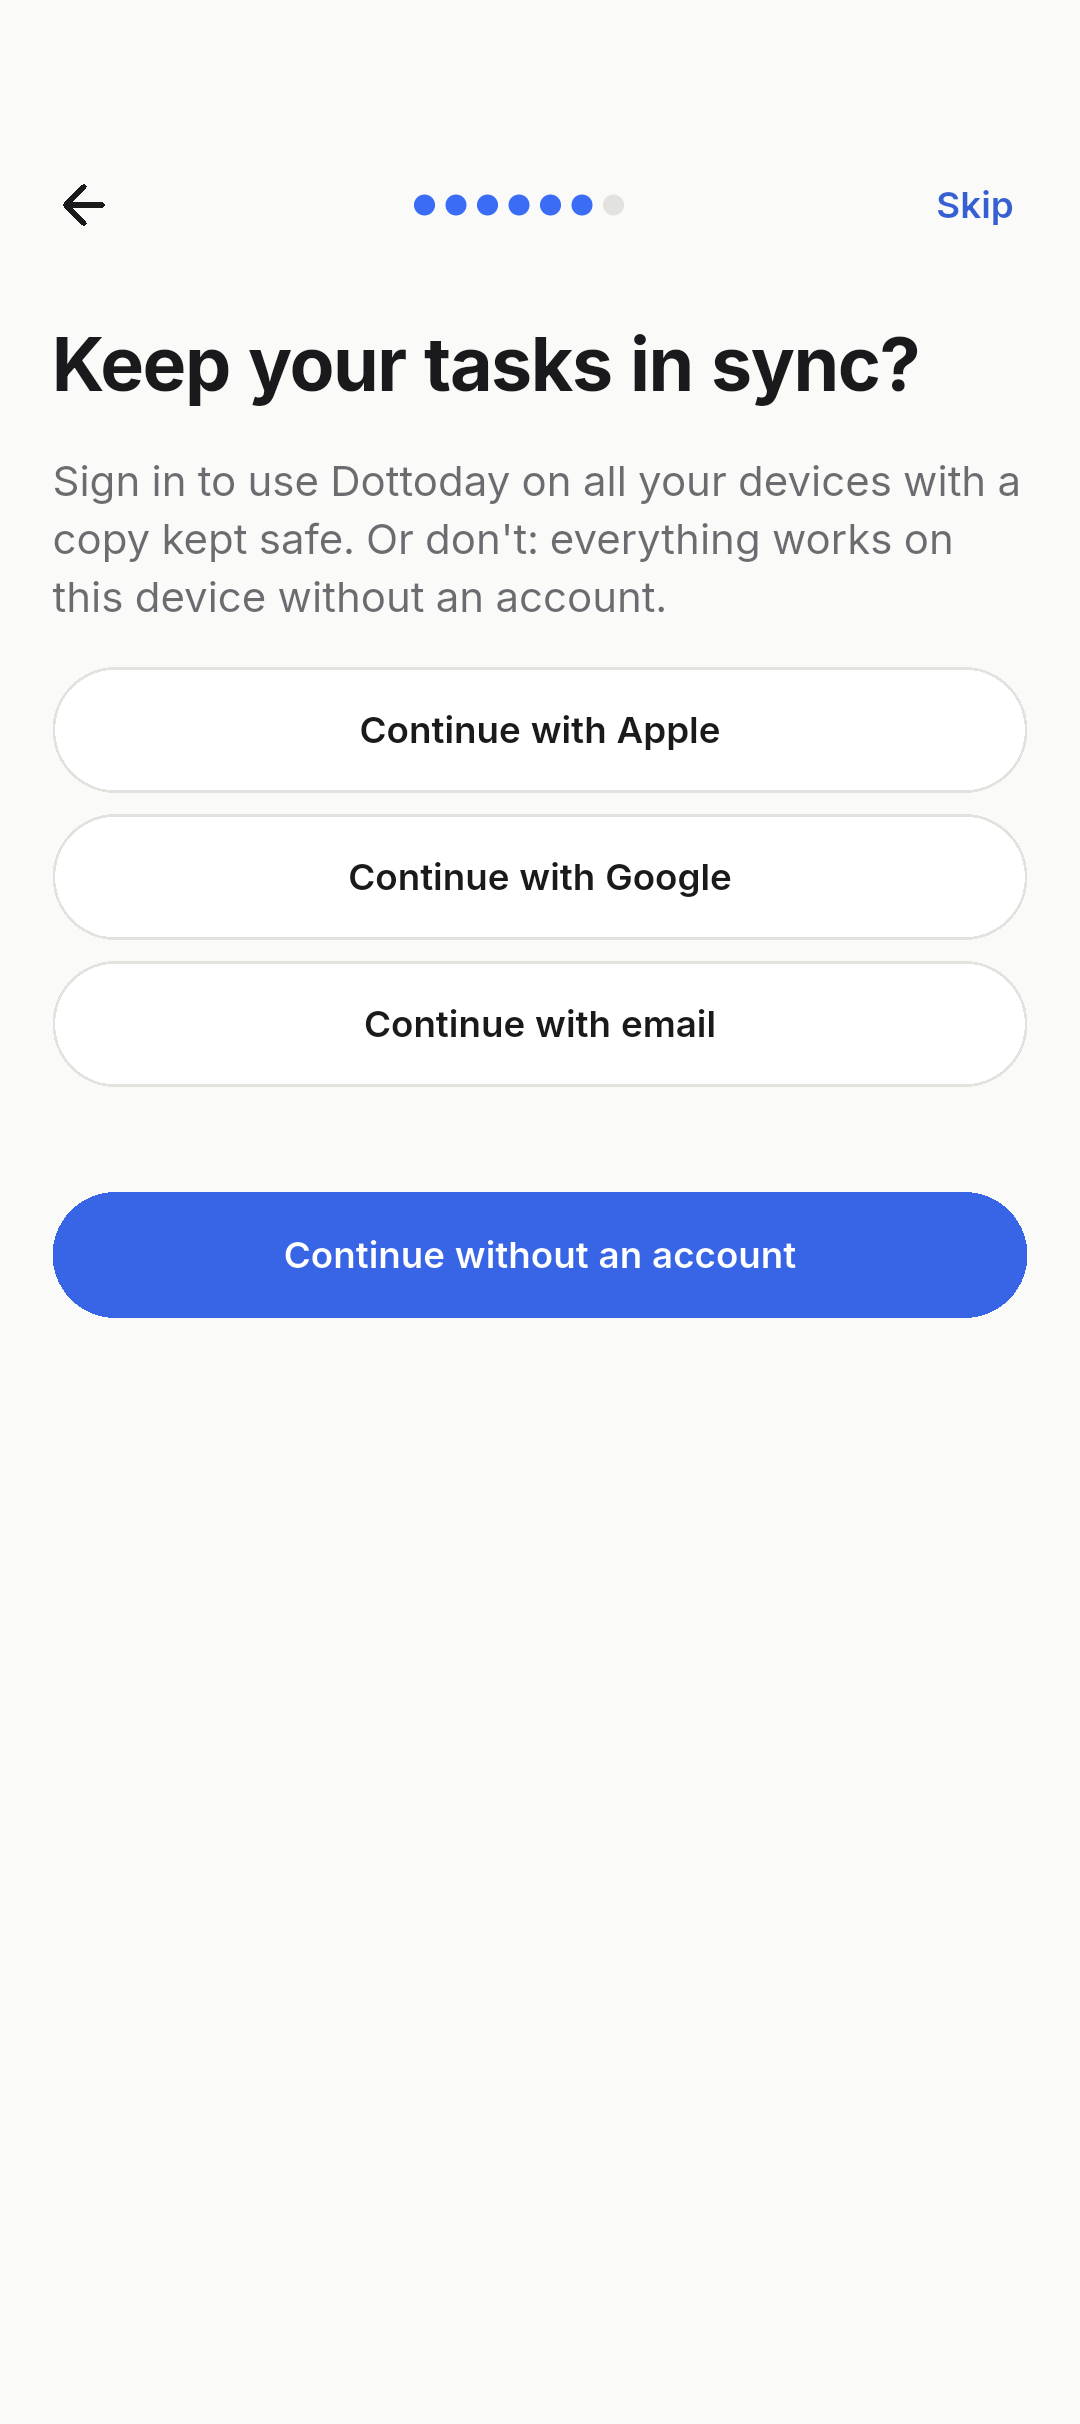 Skip
Keep your tasks in sync?
Sign in to use Dottoday on all your devices with a
copy kept safe. Or don't: everything works on
this device without an account.
Continue with Apple
Continue with Google
Continue with email
Continue without an account